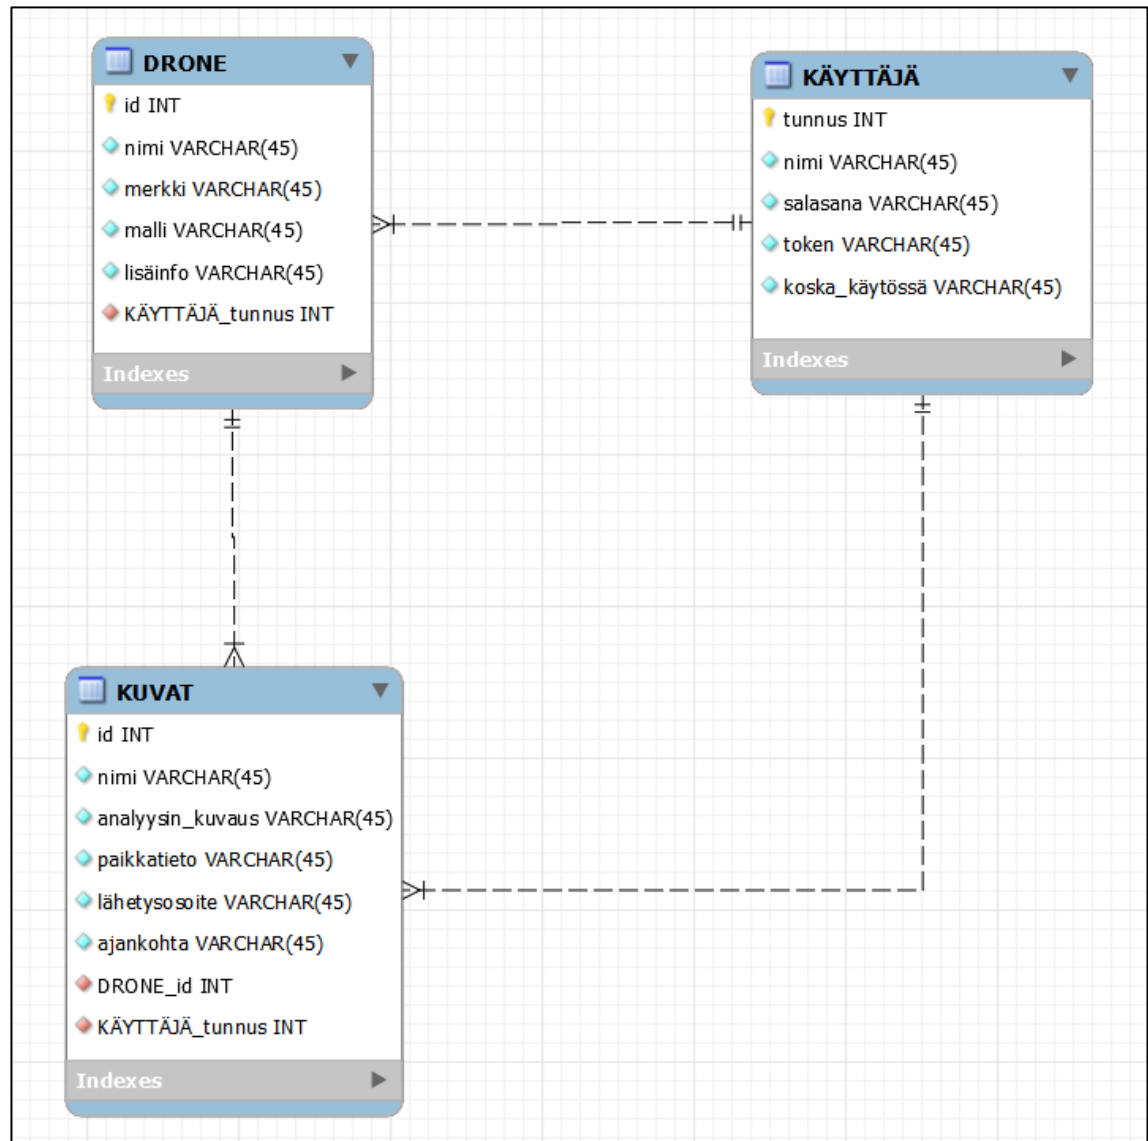 DRONE
id INT
nimi VARCHAR(45)
merkki VARCHAR(45)
malli VARCHAR(45)
lisäinfo VARCHAR(45)
KÄYTTÄJÄ_tunnus INT
Indexes
KÄYTTÄJÄ
tunnus INT
nimi VARCHAR(45)
salasana VARCHAR(45)
token VARCHAR(45)
koska_käytössä VARCHAR(45)
Indexes
KUVAT
id INT
nimi VARCHAR(45)
analyysin_kuvaus VARCHAR(45)
paikkatieto VARCHAR(45)
lähetysosoite VARCHAR(45)
ajankohta VARCHAR(45)
DRONE_id INT
KÄYTTÄJÄ_tunnus INT
Indexes